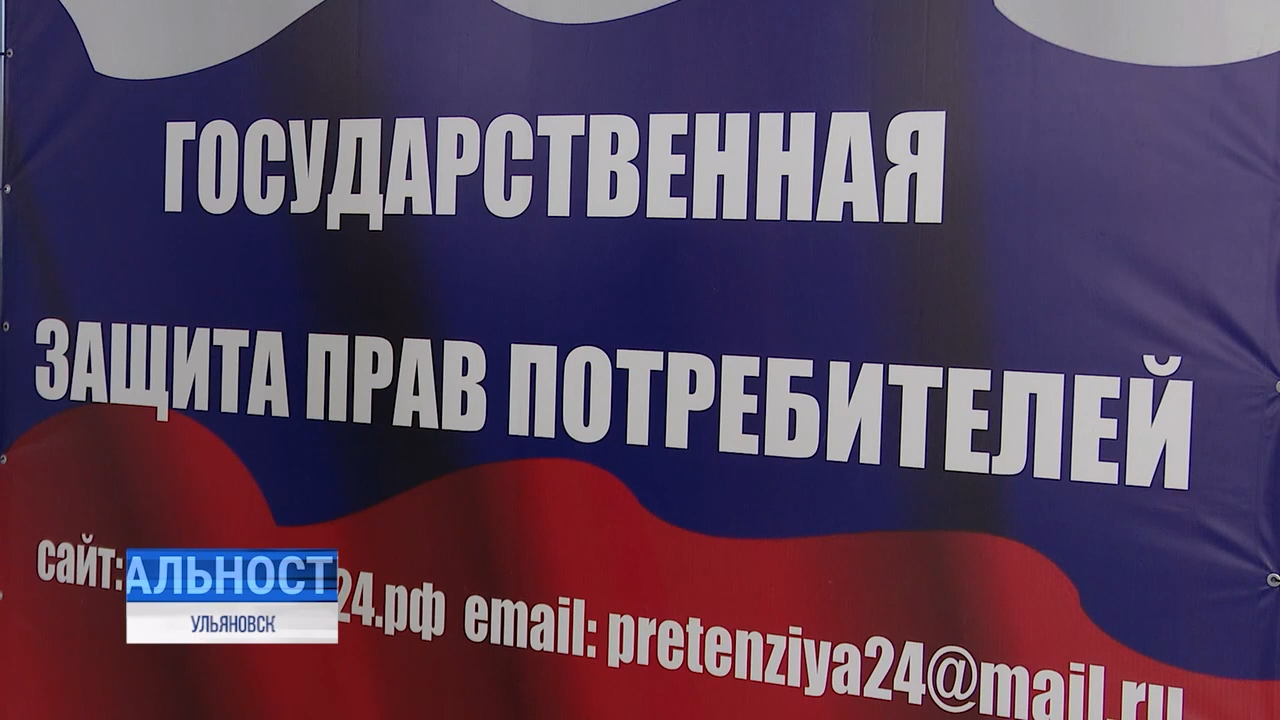 ГОСУДАРСТВЕННАЯ
ЗАЩИТА ПРАВ ПОТРЕБИТЕЛЕЙ
сайт: 24.рф email: pretenziya24@mail.ru
АЛЬНОСТ
УЛЬЯНОВСК